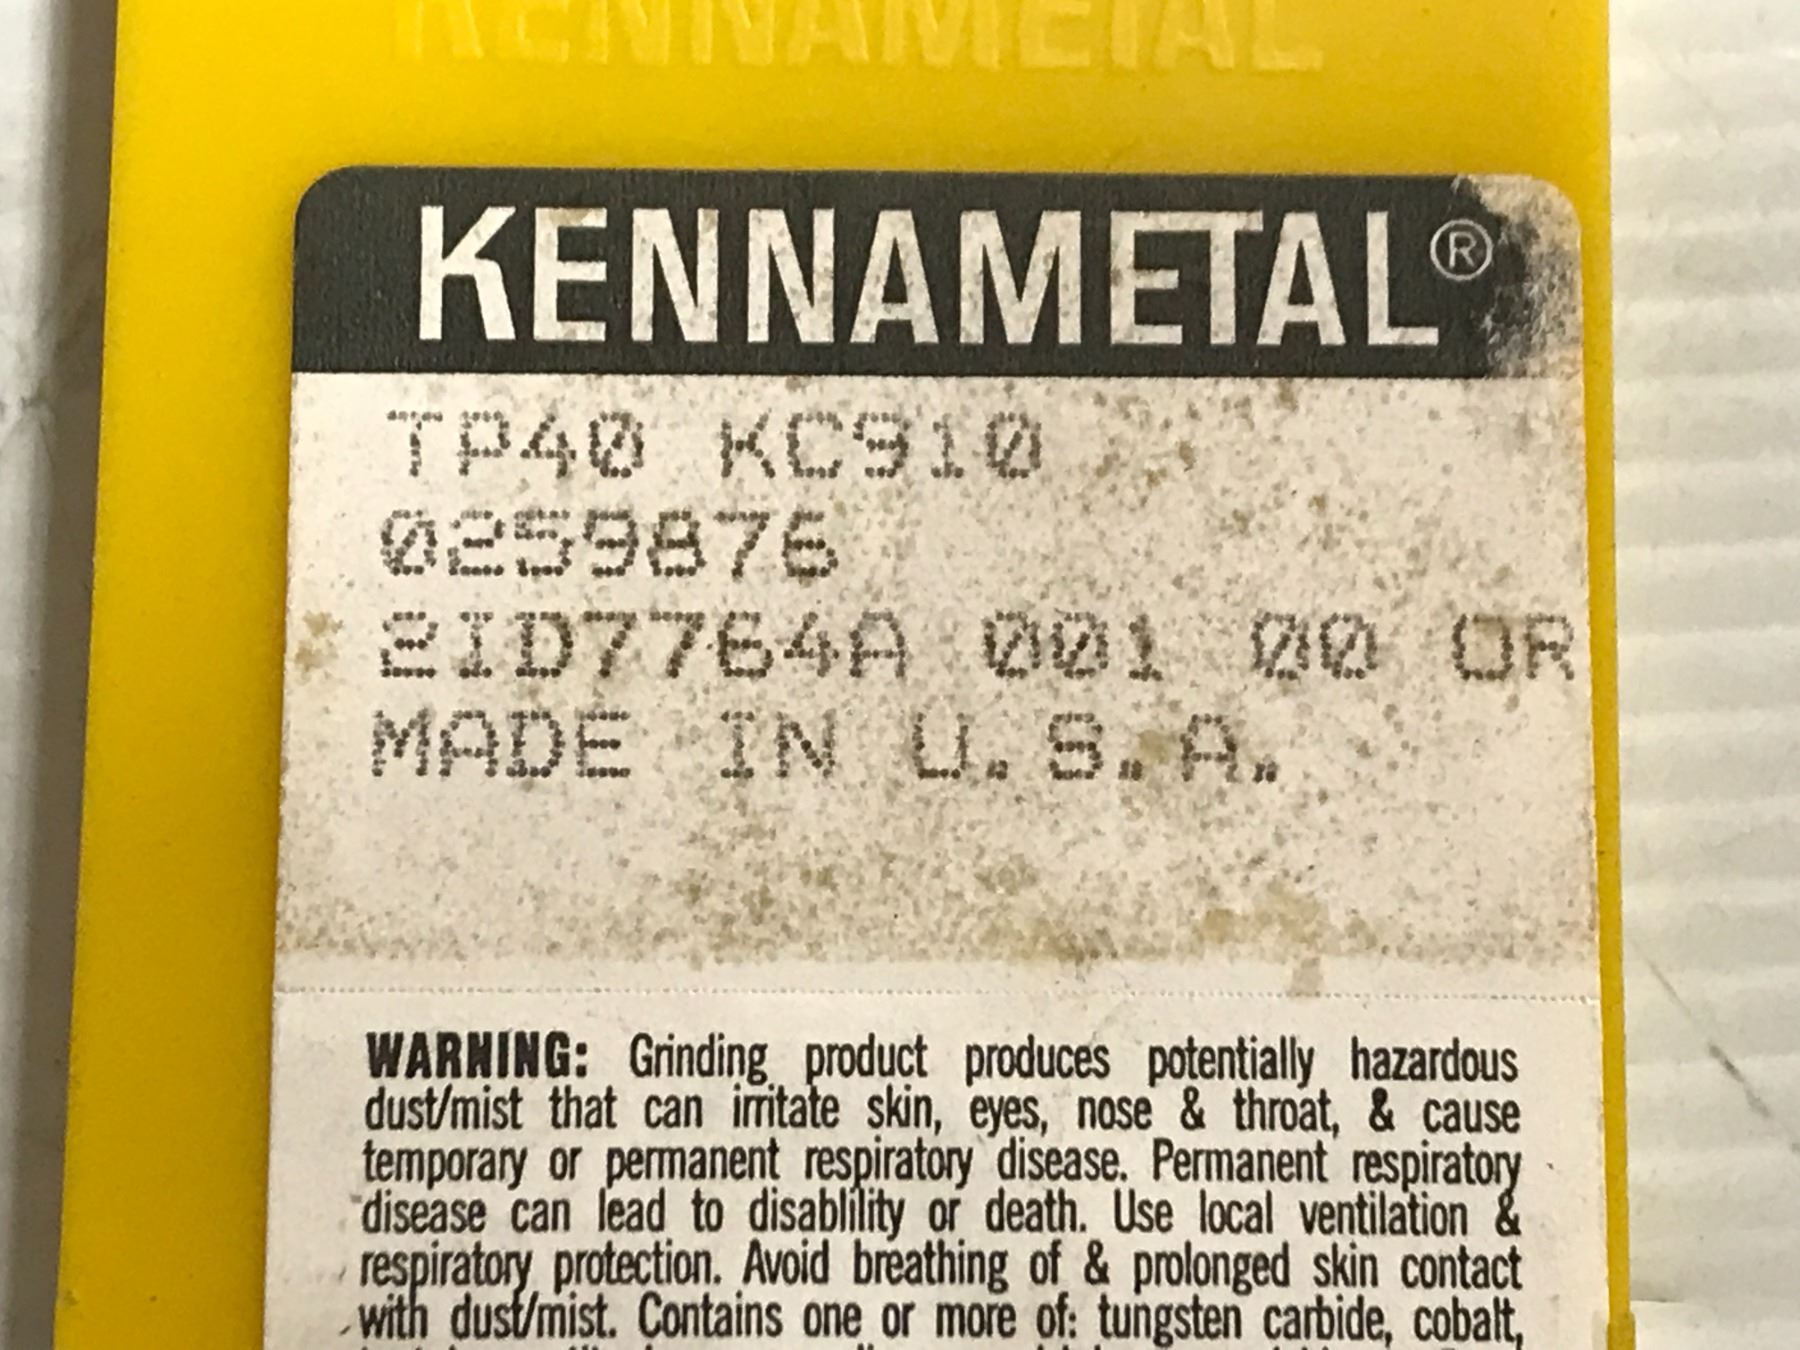 KENNAMETAL
KENNAMETAL®
TP40 KC910
0259876
2ID7764A 001 00 OR
MADE IN U.S.A.
WARNING: Grinding product produces potentially hazardous
dust/mist that can irritate skin, eyes, nose & throat, & cause
temporary or permanent respiratory disease. Permanent respiratory
disease can lead to disablility or death. Use local ventilation &
respiratory protection. Avoid breathing of & prolonged skin contact
with dust/mist. Contains one or more of: tungsten carbide, cobalt,